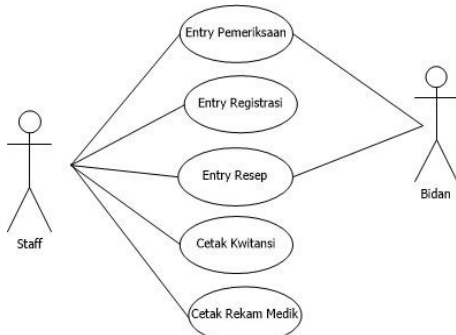 Entry Pemeriksaan
Entry Registrasi
Entry Resep
Cetak Kwitansi
Cetak Rekam Medik
Staff
Bidan